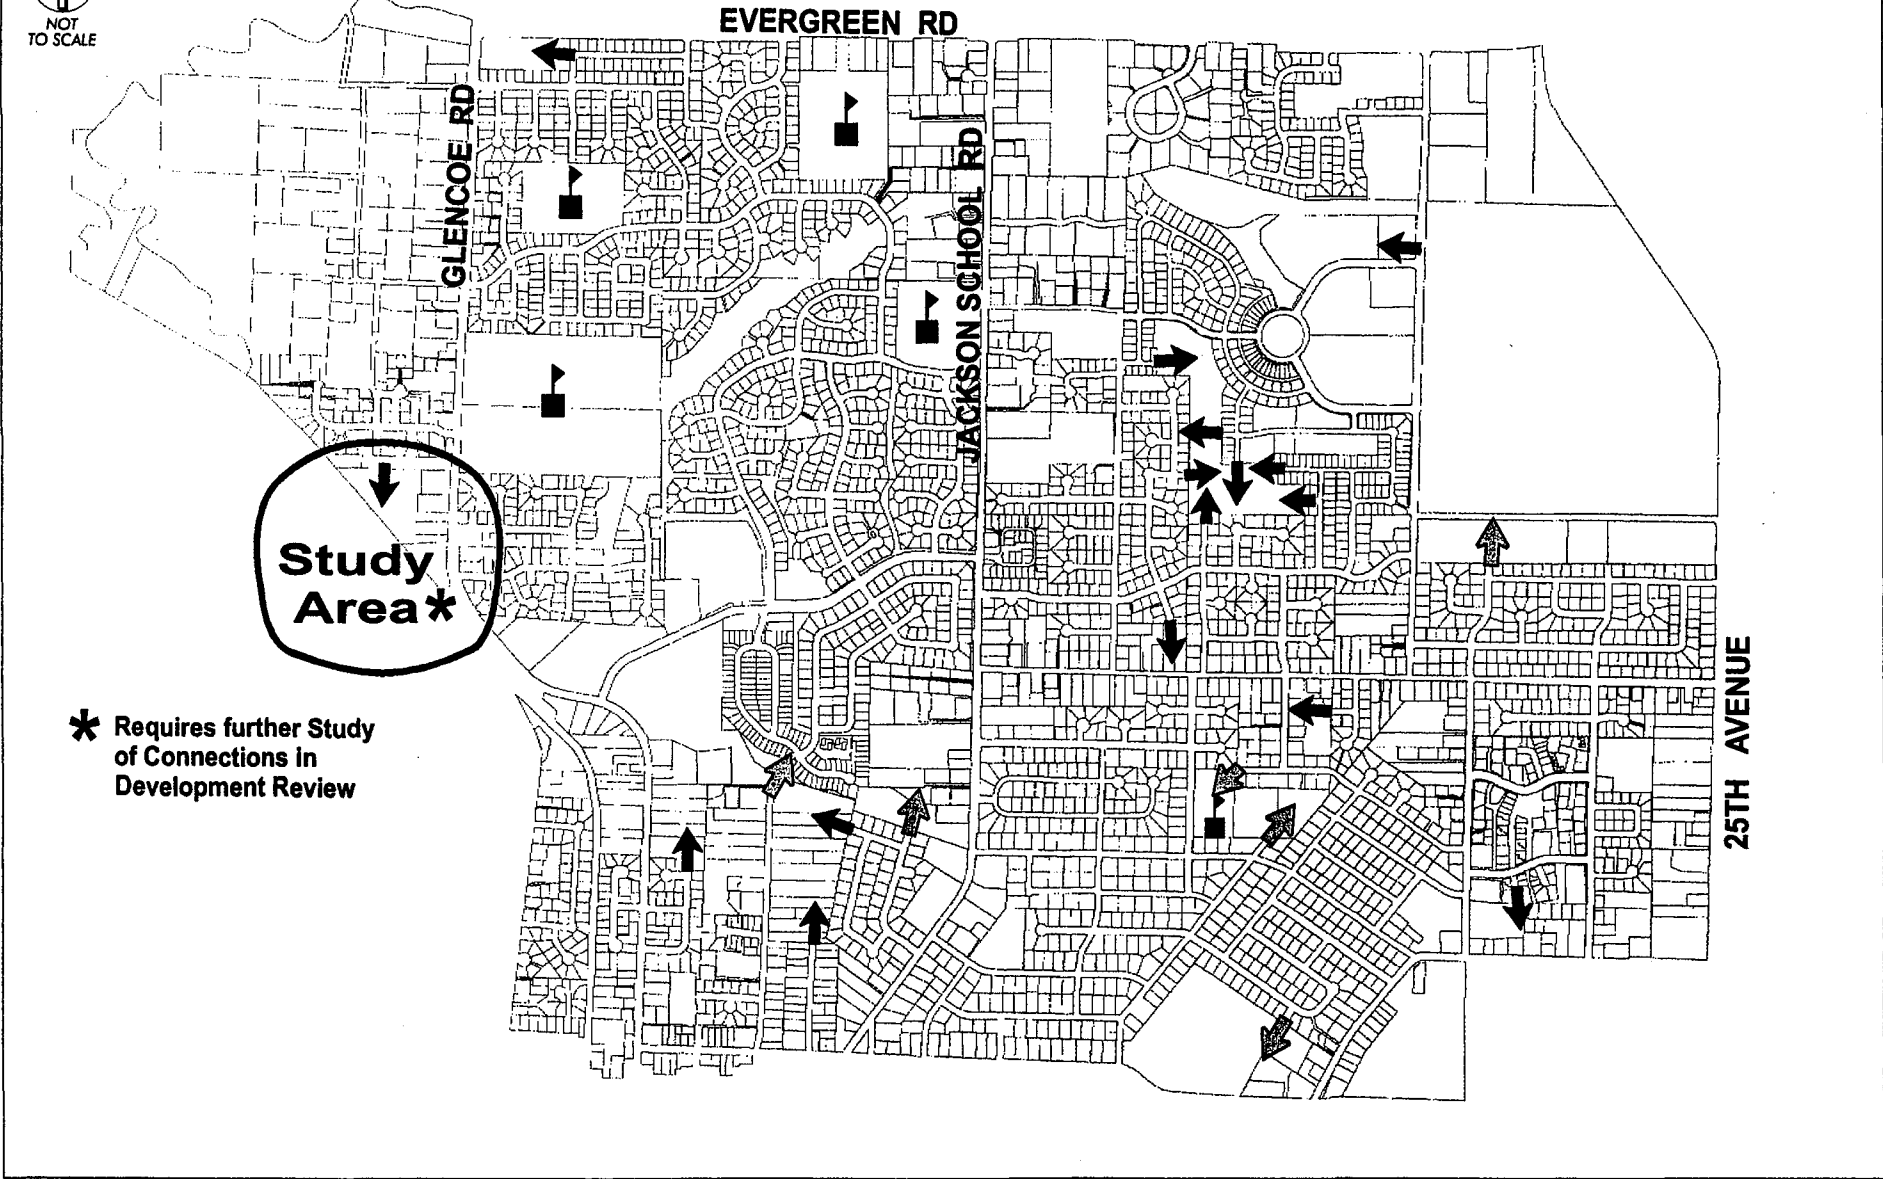 NOT
TO SCALE
EVERGREEN RD
GLENCOE RD
JACKSON SCHOOL RD
Study
Area*
* Requires further Study
of Connections in
Development Review
25TH AVENUE